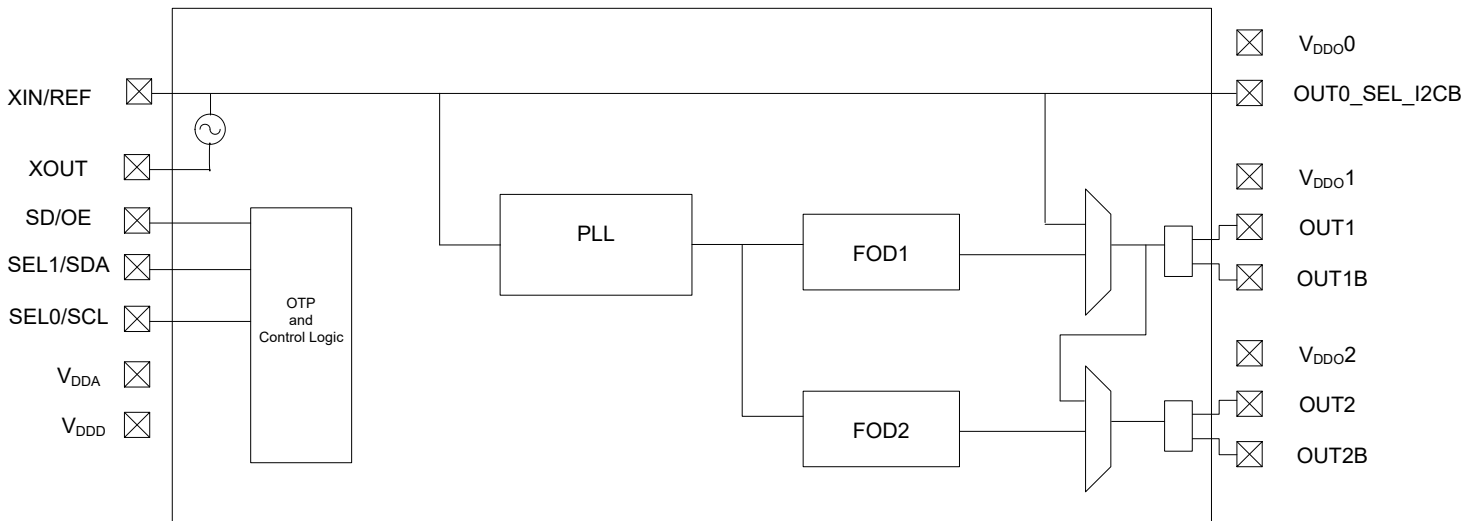 XIN/REF
XOUT
SD/OE
SEL1/SDA
SEL0/SCL
VDDA
VDDD
OTP
and
Control Logic
PLL
FOD1
FOD2
VDDO0
OUT0_SEL_I2CB
VDDO1
OUT1
OUT1B
VDDO2
OUT2
OUT2B